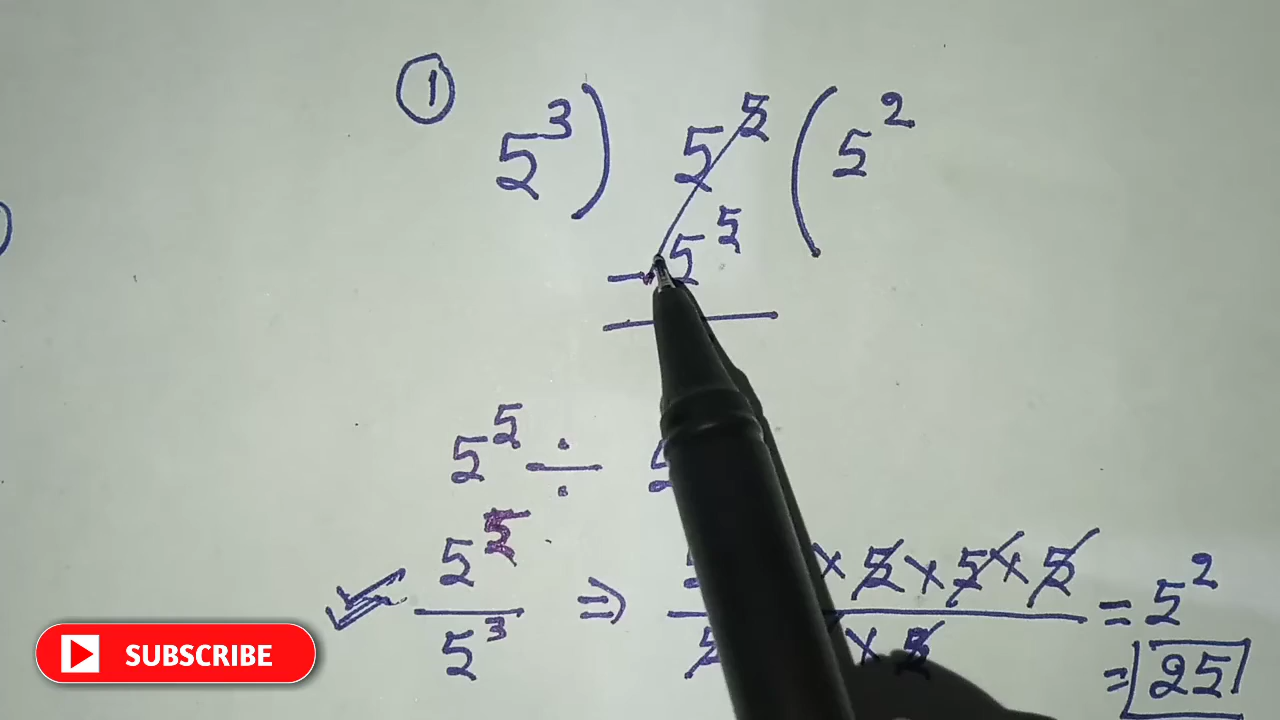 ①
5³) 5⁵ (5²
- 5⁵
5⁵ ÷
5⁵ / 5³ ⇒ × 5 × 5 × 5 / × 5 = 5²
= 25
SUBSCRIBE